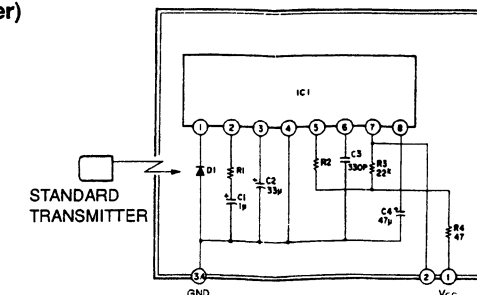 er)
IC1
1 2 3 4 5 6 7 8
D1 R1 R2 C3 330P R3 22K
C2 33μ
C1 1μ
C4 47μ
R4 47
STANDARD
TRANSMITTER
3,4 2 1
GND Vcc